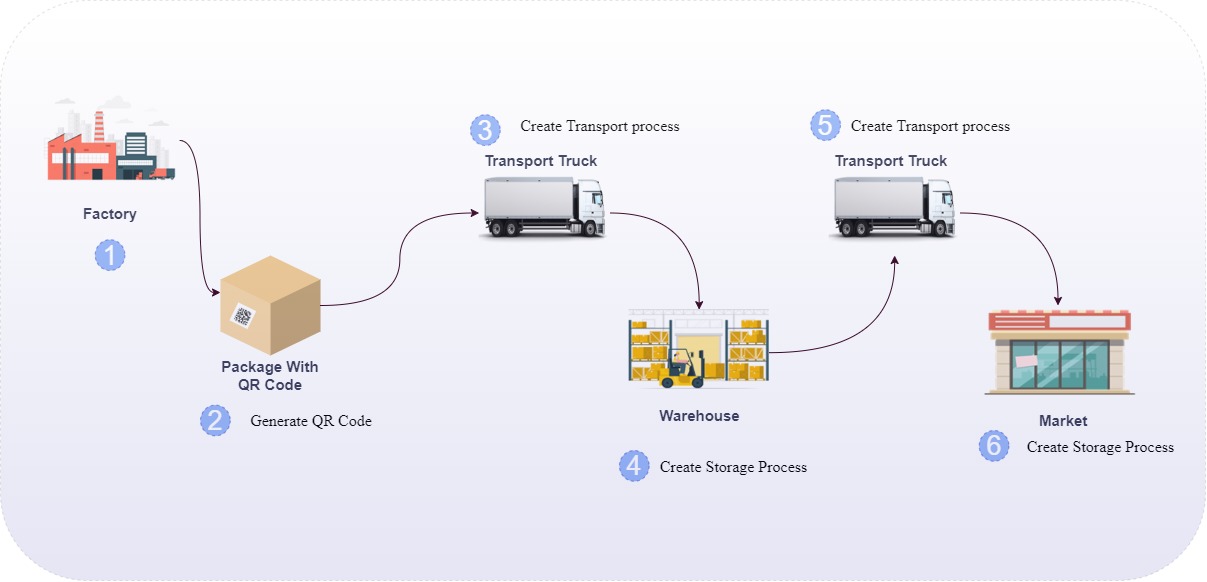 Factory
1
Package With
QR Code
2
Generate QR Code
3
Create Transport process
Transport Truck
Warehouse
4
Create Storage Process
5
Create Transport process
Transport Truck
Market
6
Create Storage Process